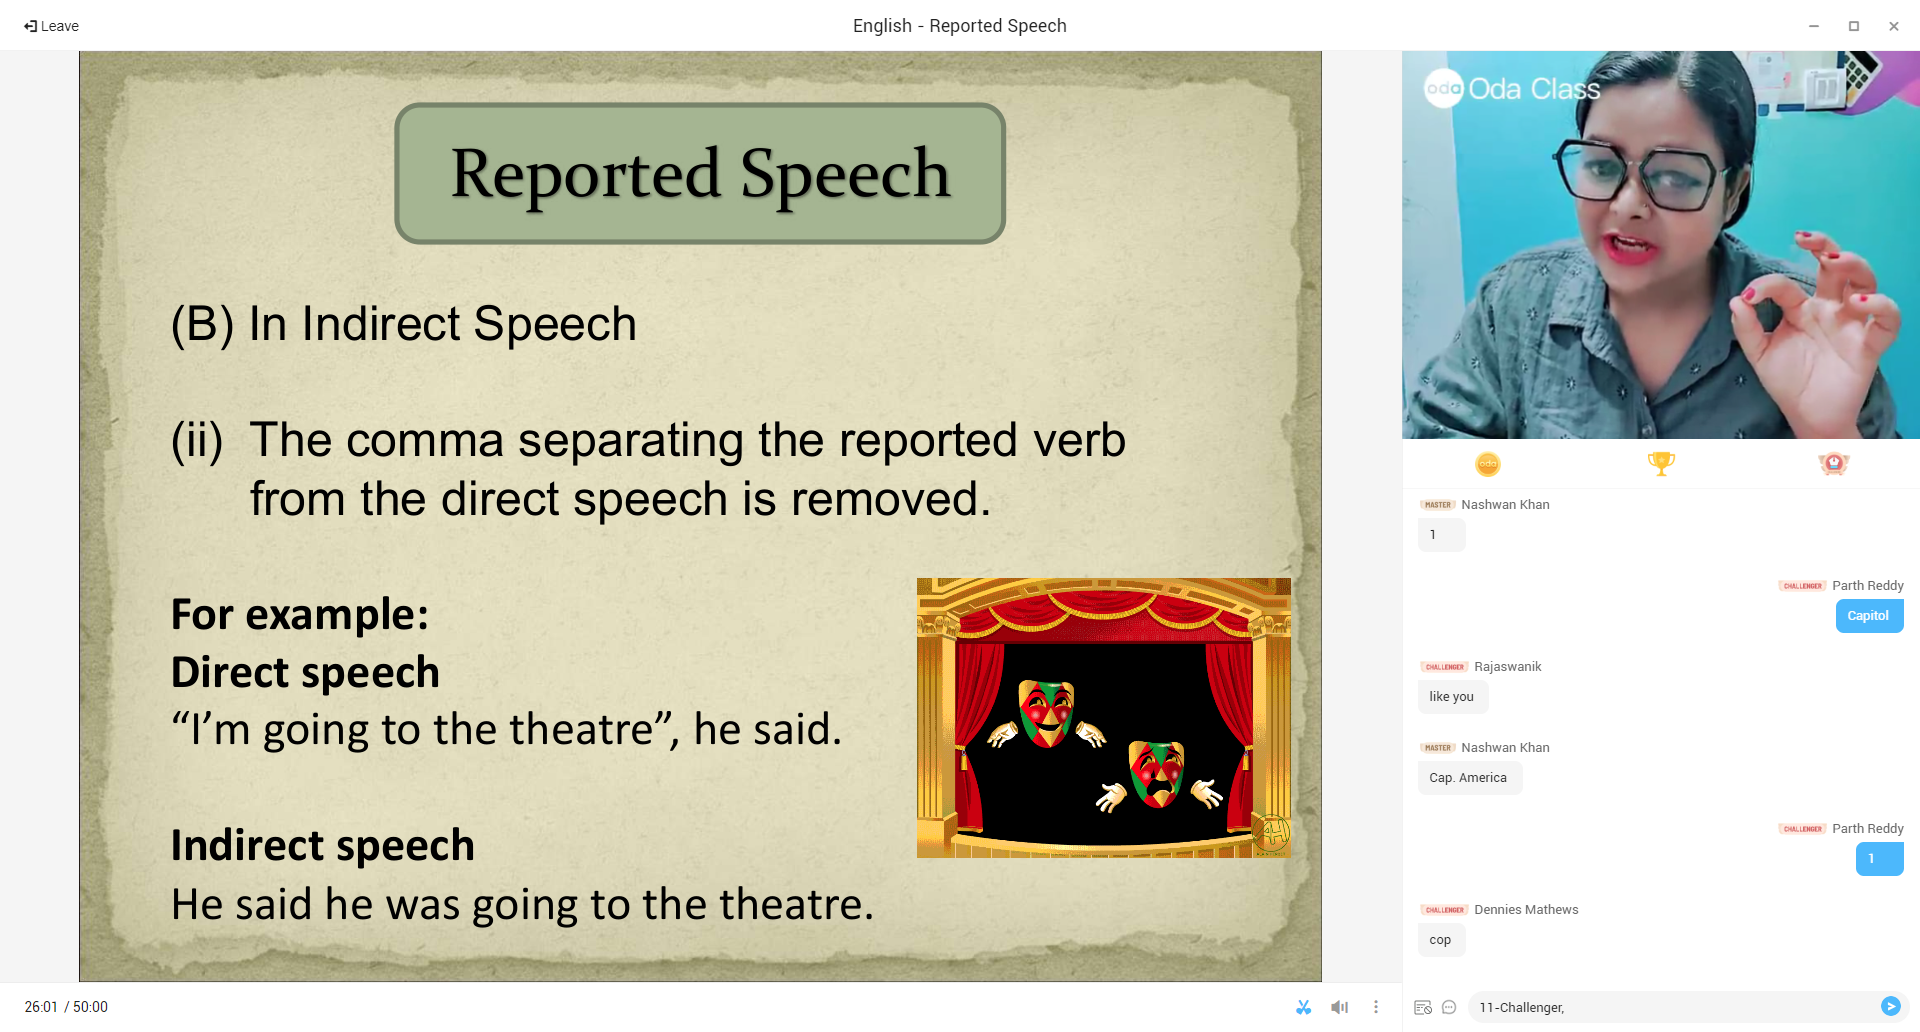 Leave
English - Reported Speech
Reported Speech
(B) In Indirect Speech
(ii) The comma separating the reported verb
from the direct speech is removed.
For example:
Direct speech
“I’m going to the theatre”, he said.
Indirect speech
He said he was going to the theatre.
26:01 / 50:00
oda Oda Class
oda
MASTER Nashwan Khan
1
CHALLENGER Parth Reddy
Capitol
CHALLENGER Rajaswanik
like you
MASTER Nashwan Khan
Cap. America
CHALLENGER Parth Reddy
1
CHALLENGER Dennies Mathews
cop
11-Challenger,